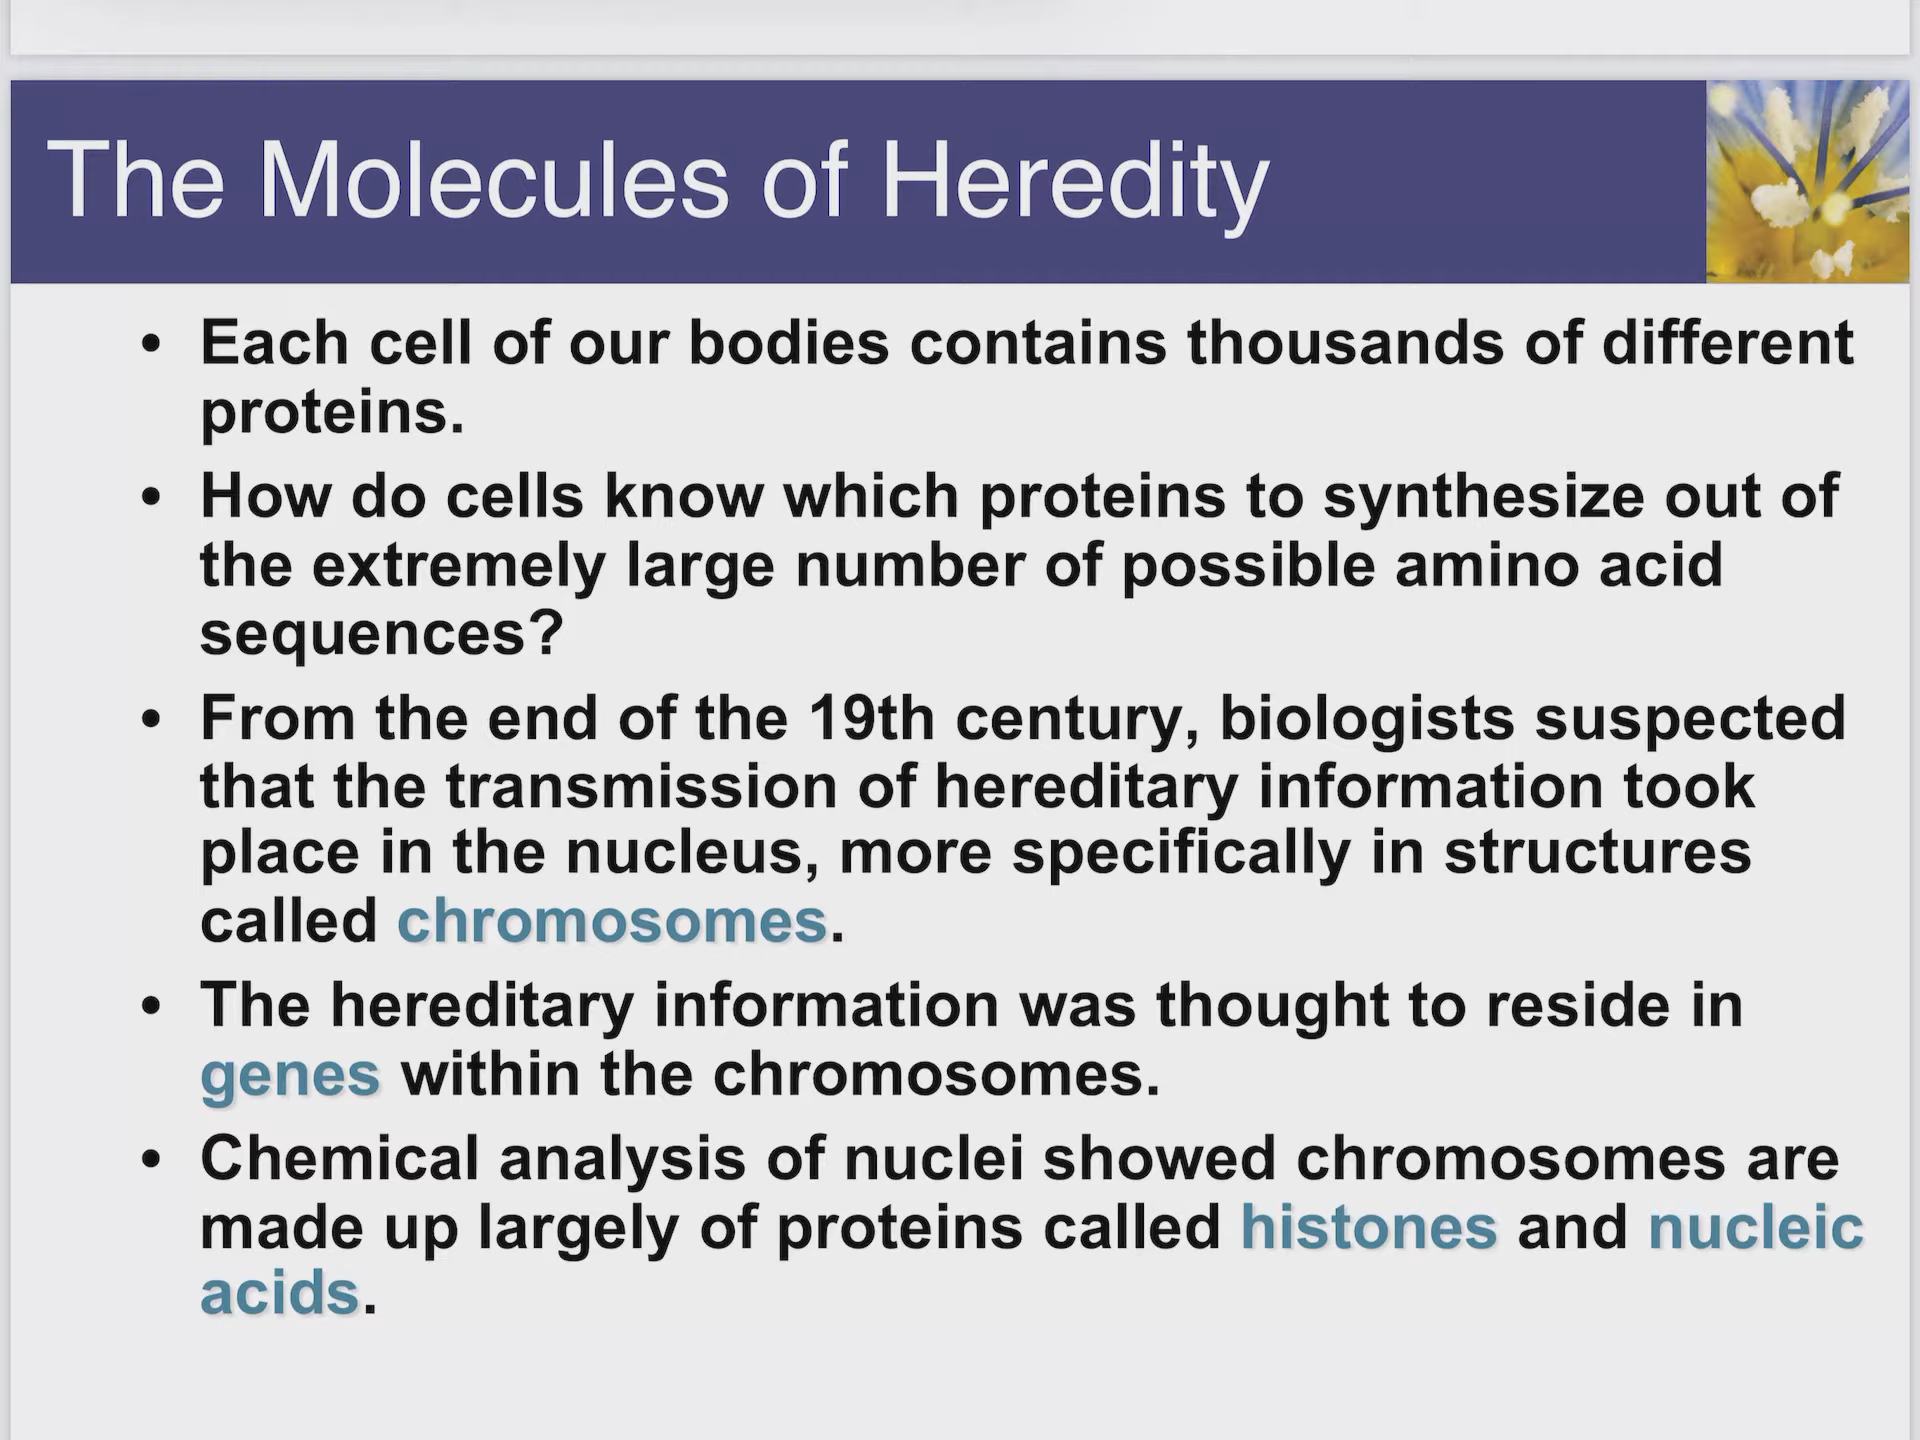 The Molecules of Heredity
• Each cell of our bodies contains thousands of different
proteins.
• How do cells know which proteins to synthesize out of
the extremely large number of possible amino acid
sequences?
• From the end of the 19th century, biologists suspected
that the transmission of hereditary information took
place in the nucleus, more specifically in structures
called chromosomes.
• The hereditary information was thought to reside in
genes within the chromosomes.
• Chemical analysis of nuclei showed chromosomes are
made up largely of proteins called histones and nucleic
acids.